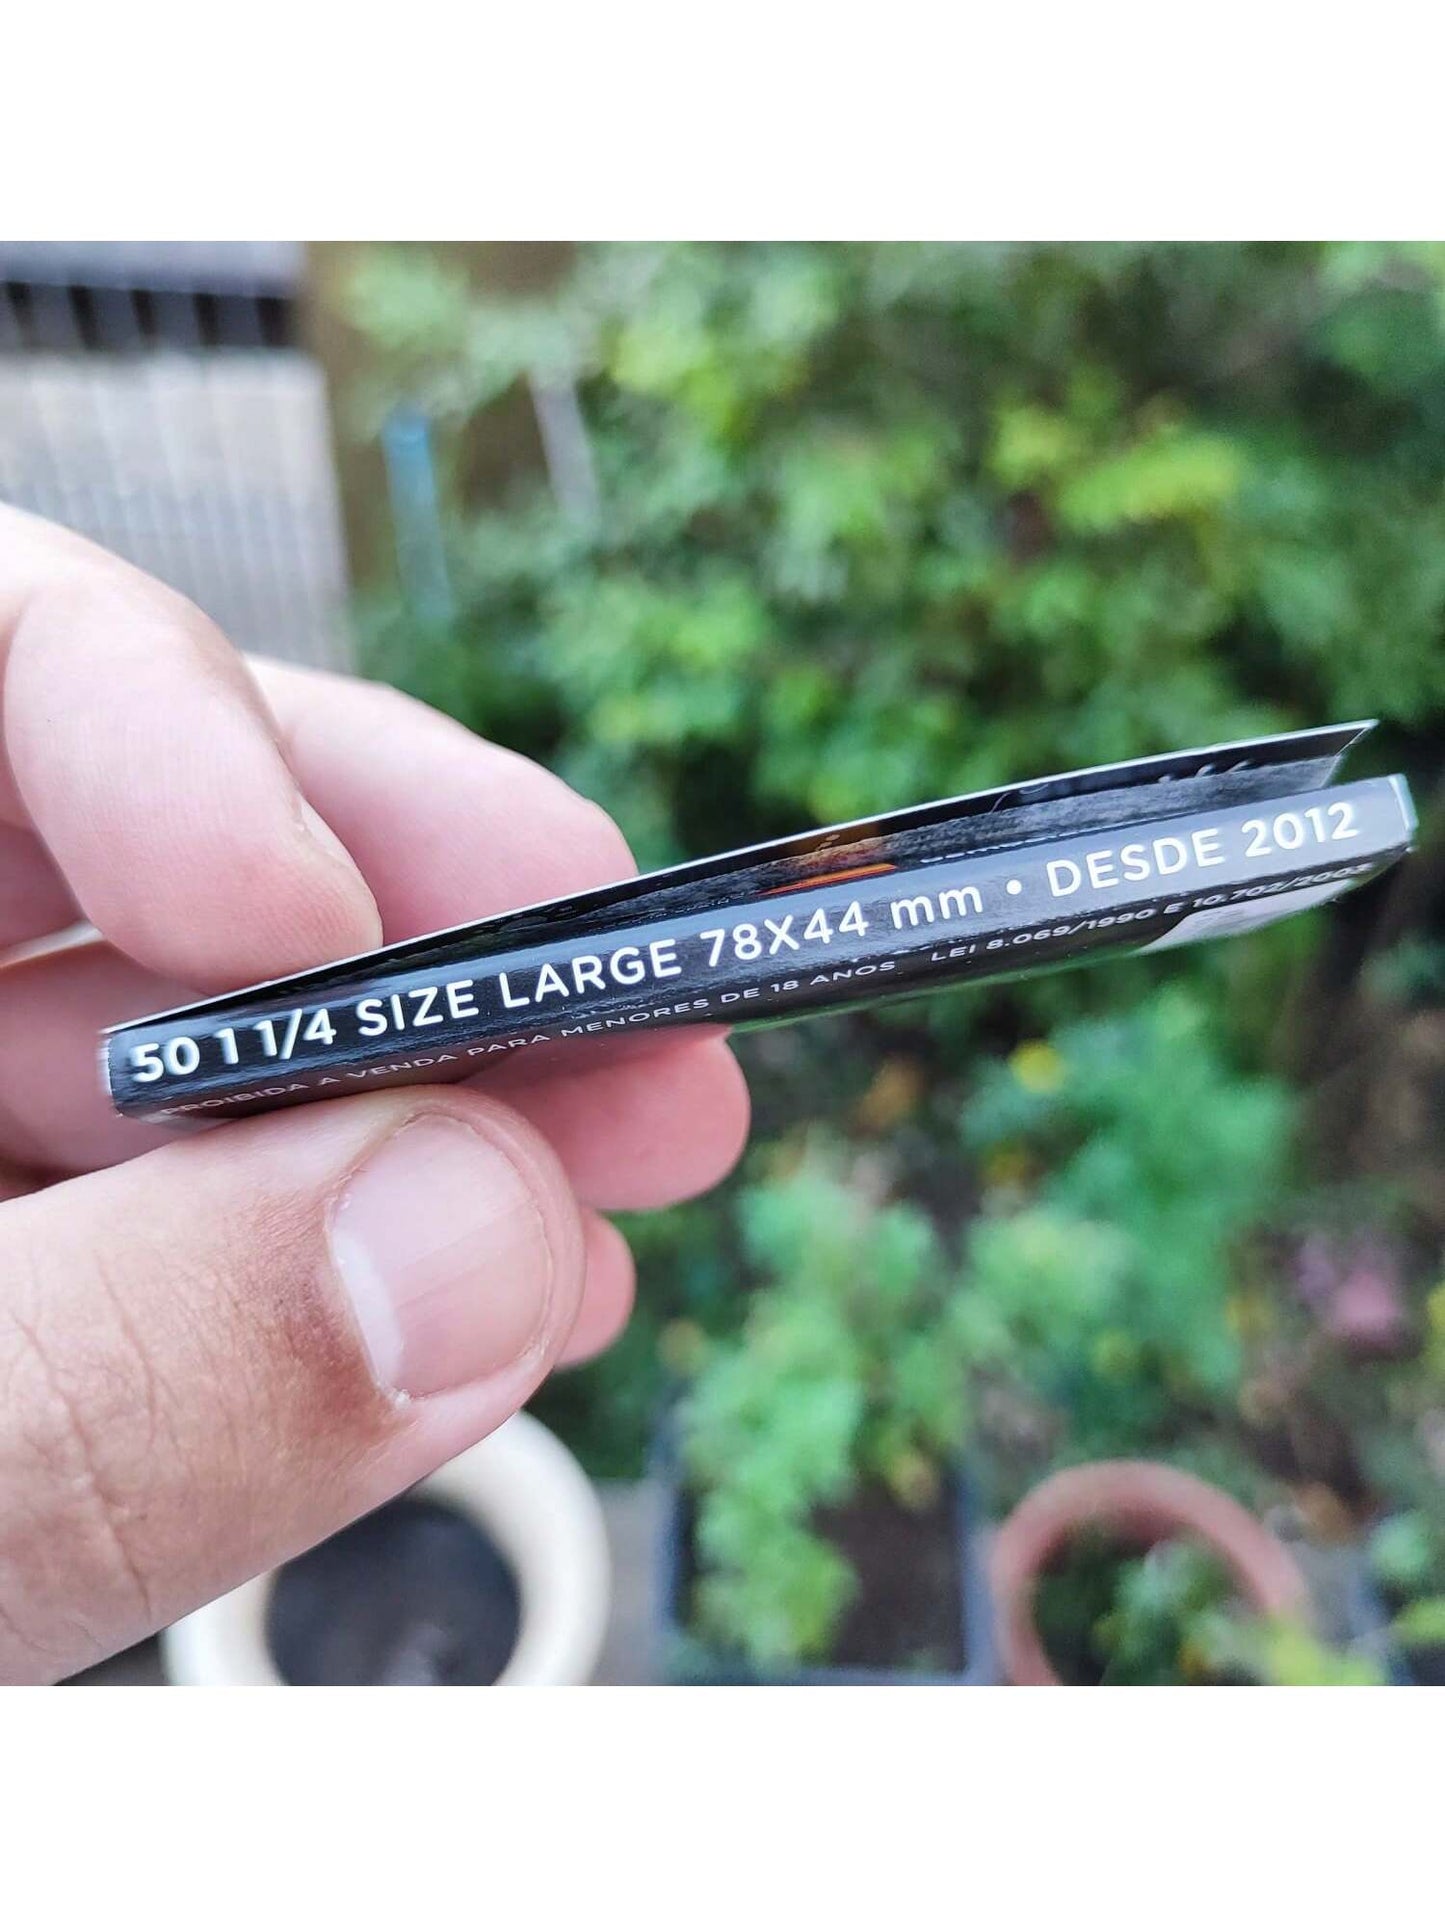 50 1 1/4 SIZE LARGE 78X44 mm • DESDE 2012
PROIBIDA A VENDA PARA MENORES DE 18 ANOS LEI 8.069/1990 E 10.702/2003